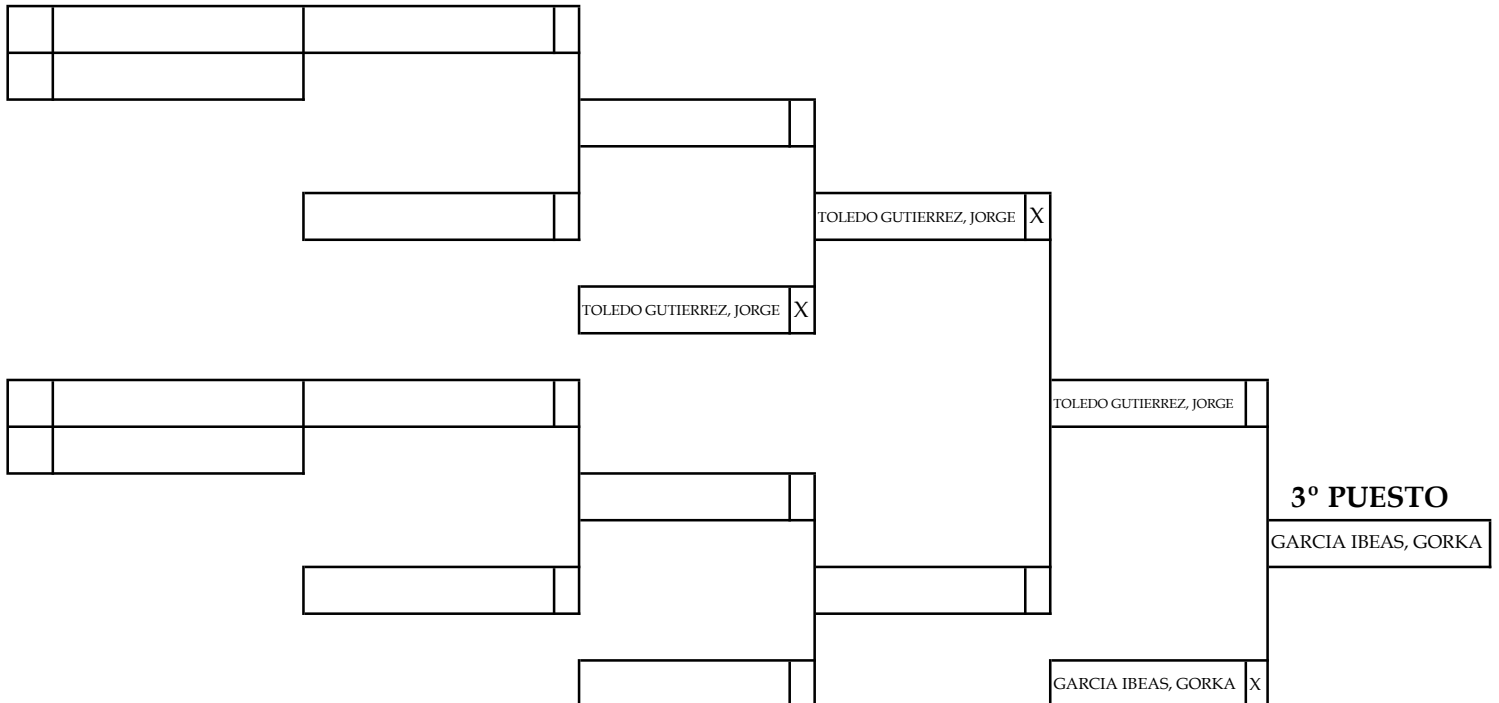 TOLEDO GUTIERREZ, JORGE X
TOLEDO GUTIERREZ, JORGE X
TOLEDO GUTIERREZ, JORGE
3º PUESTO
GARCIA IBEAS, GORKA
GARCIA IBEAS, GORKA X